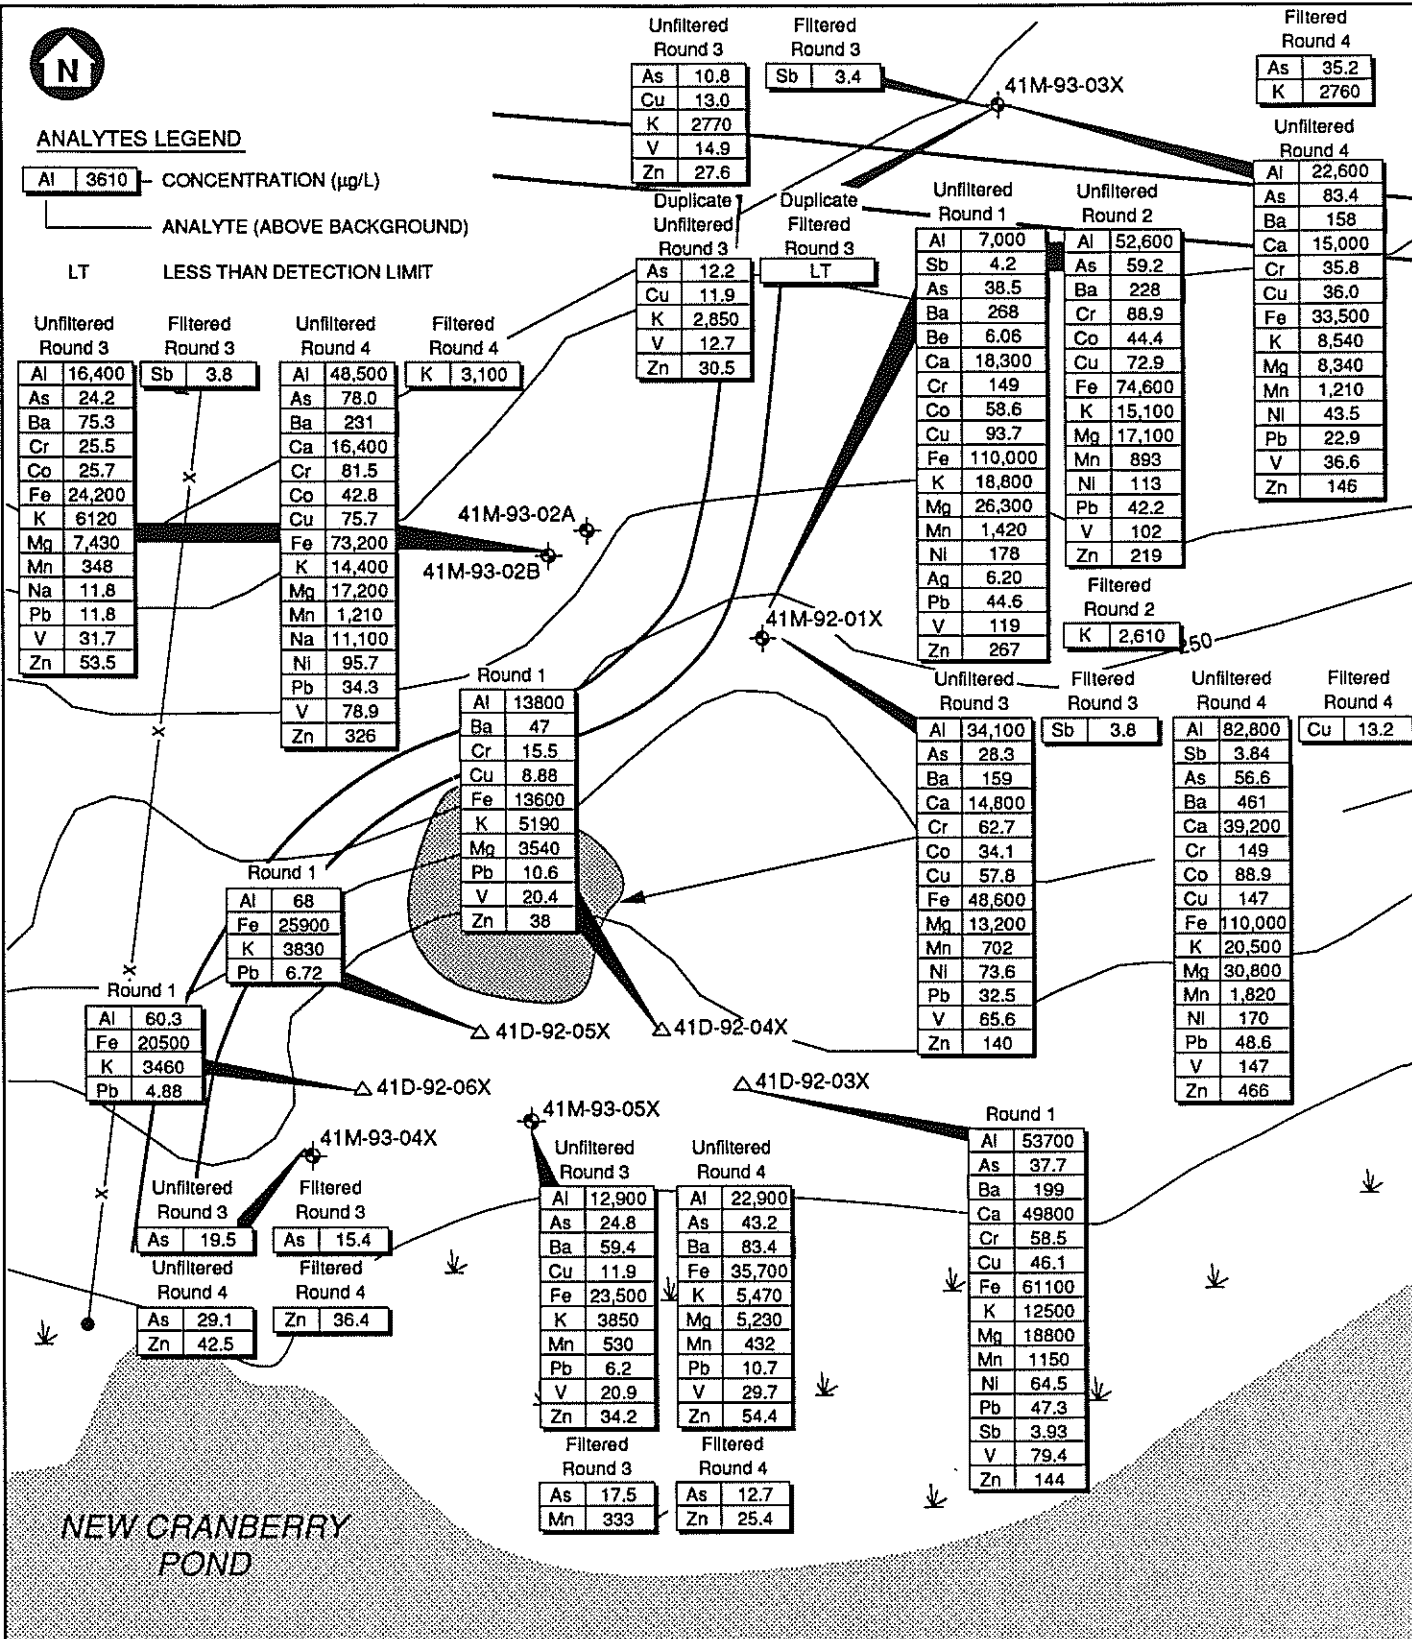 N
ANALYTES LEGEND
Al 3610 CONCENTRATION (µg/L)
ANALYTE (ABOVE BACKGROUND)
LT LESS THAN DETECTION LIMIT
Unfiltered
Round 3
As 10.8
Cu 13.0
K 2770
V 14.9
Zn 27.6
Filtered
Round 3
Sb 3.4
41M-93-03X
Filtered
Round 4
As 35.2
K 2760
Unfiltered
Round 4
Al 22,600
As 83.4
Ba 158
Ca 15,000
Cr 35.8
Cu 36.0
Fe 33,500
K 8,540
Mg 8,340
Mn 1,210
Ni 43.5
Pb 22.9
V 36.6
Zn 146
Duplicate
Unfiltered
Round 3
As 12.2
Cu 11.9
K 2,850
V 12.7
Zn 30.5
Duplicate
Filtered
Round 3
LT
Unfiltered
Round 1
Al 7,000
Sb 4.2
As 38.5
Ba 268
Be 6.06
Ca 18,300
Cr 149
Co 58.6
Cu 93.7
Fe 110,000
K 18,800
Mg 26,300
Mn 1,420
Ni 178
Ag 6.20
Pb 44.6
V 119
Zn 267
Unfiltered
Round 2
Al 52,600
As 59.2
Ba 228
Cr 88.9
Co 44.4
Cu 72.9
Fe 74,600
K 15,100
Mg 17,100
Mn 893
Ni 113
Pb 42.2
V 102
Zn 219
Filtered
Round 2
K 2,610
250
Unfiltered
Round 3
Al 16,400
As 24.2
Ba 75.3
Cr 25.5
Co 25.7
Fe 24,200
K 6120
Mg 7,430
Mn 348
Na 11.8
Pb 11.8
V 31.7
Zn 53.5
Filtered
Round 3
Sb 3.8
Unfiltered
Round 4
Al 48,500
As 78.0
Ba 231
Ca 16,400
Cr 81.5
Co 42.8
Cu 75.7
Fe 73,200
K 14,400
Mg 17,200
Mn 1,210
Na 11,100
Ni 95.7
Pb 34.3
V 78.9
Zn 326
Filtered
Round 4
K 3,100
41M-93-02A
41M-93-02B
41M-92-01X
Unfiltered
Round 3
Al 34,100
As 28.3
Ba 159
Ca 14,800
Cr 62.7
Co 34.1
Cu 57.8
Fe 48,600
Mg 13,200
Mn 702
Ni 73.6
Pb 32.5
V 65.6
Zn 140
Filtered
Round 3
Sb 3.8
Unfiltered
Round 4
Al 82,800
Sb 3.84
As 56.6
Ba 461
Ca 39,200
Cr 149
Co 88.9
Cu 147
Fe 110,000
K 20,500
Mg 30,800
Mn 1,820
Ni 170
Pb 48.6
V 147
Zn 466
Filtered
Round 4
Cu 13.2
Round 1
Al 13800
Ba 47
Cr 15.5
Cu 8.88
Fe 13600
K 5190
Mg 3540
Pb 10.6
V 20.4
Zn 38
Round 1
Al 68
Fe 25900
K 3830
Pb 6.72
Round 1
Al 60.3
Fe 20500
K 3460
Pb 4.88
X
X
X
X
41D-92-05X
41D-92-04X
41D-92-06X
41D-92-03X
41M-93-05X
41M-93-04X
Unfiltered
Round 3
As 19.5
Filtered
Round 3
As 15.4
Unfiltered
Round 4
As 29.1
Zn 42.5
Filtered
Round 4
Zn 36.4
Unfiltered
Round 3
Al 12,900
As 24.8
Ba 59.4
Cu 11.9
Fe 23,500
K 3850
Mn 530
Pb 6.2
V 20.9
Zn 34.2
Unfiltered
Round 4
Al 22,900
As 43.2
Ba 83.4
Fe 35,700
K 5,470
Mg 5,230
Mn 432
Pb 10.7
V 29.7
Zn 54.4
Filtered
Round 3
As 17.5
Mn 333
Filtered
Round 4
As 12.7
Zn 25.4
Round 1
Al 53700
As 37.7
Ba 199
Ca 49800
Cr 58.5
Cu 46.1
Fe 61100
K 12500
Mg 18800
Mn 1150
Ni 64.5
Pb 47.3
Sb 3.93
V 79.4
Zn 144
NEW CRANBERRY
POND